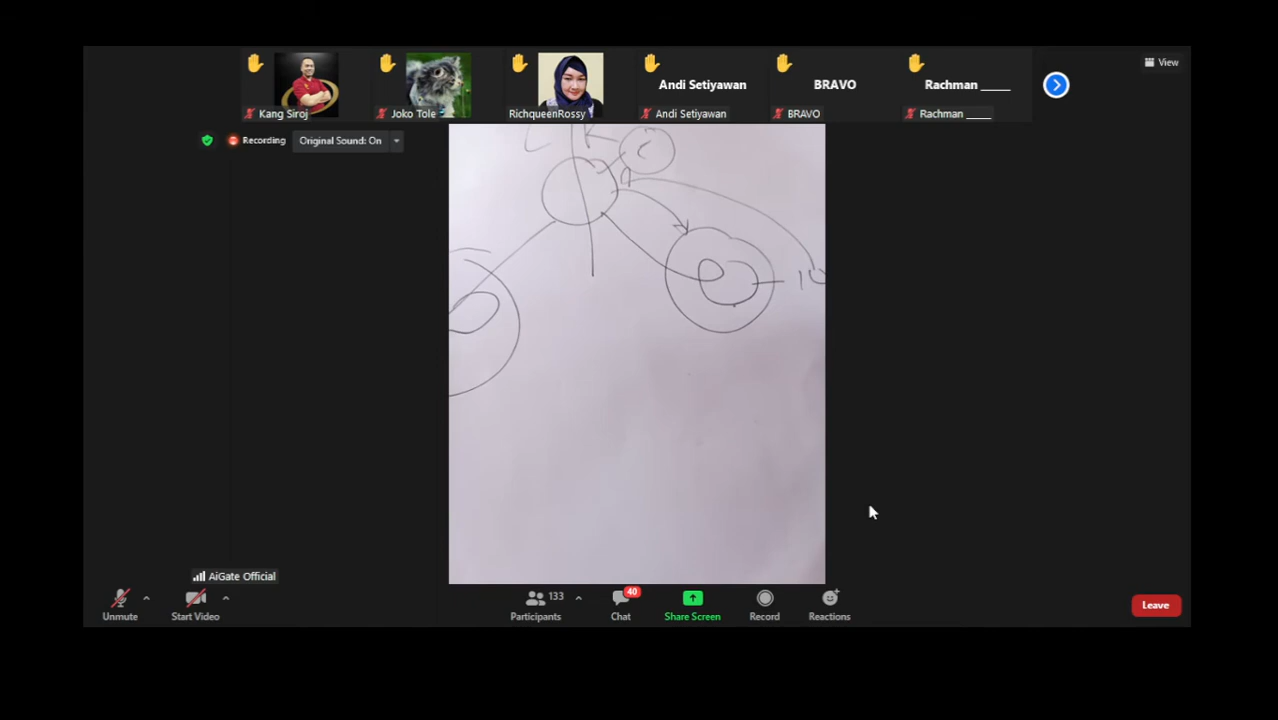 View
Kang Siroj
Joko Tole
RichqueenRossy
Andi Setiyawan
Andi Setiyawan
BRAVO
BRAVO
Rachman _____
Rachman _____
Recording
Original Sound: On
L K
C
AiGate Official
Unmute
Start Video
133
Participants
40
Chat
Share Screen
Record
Reactions
Leave